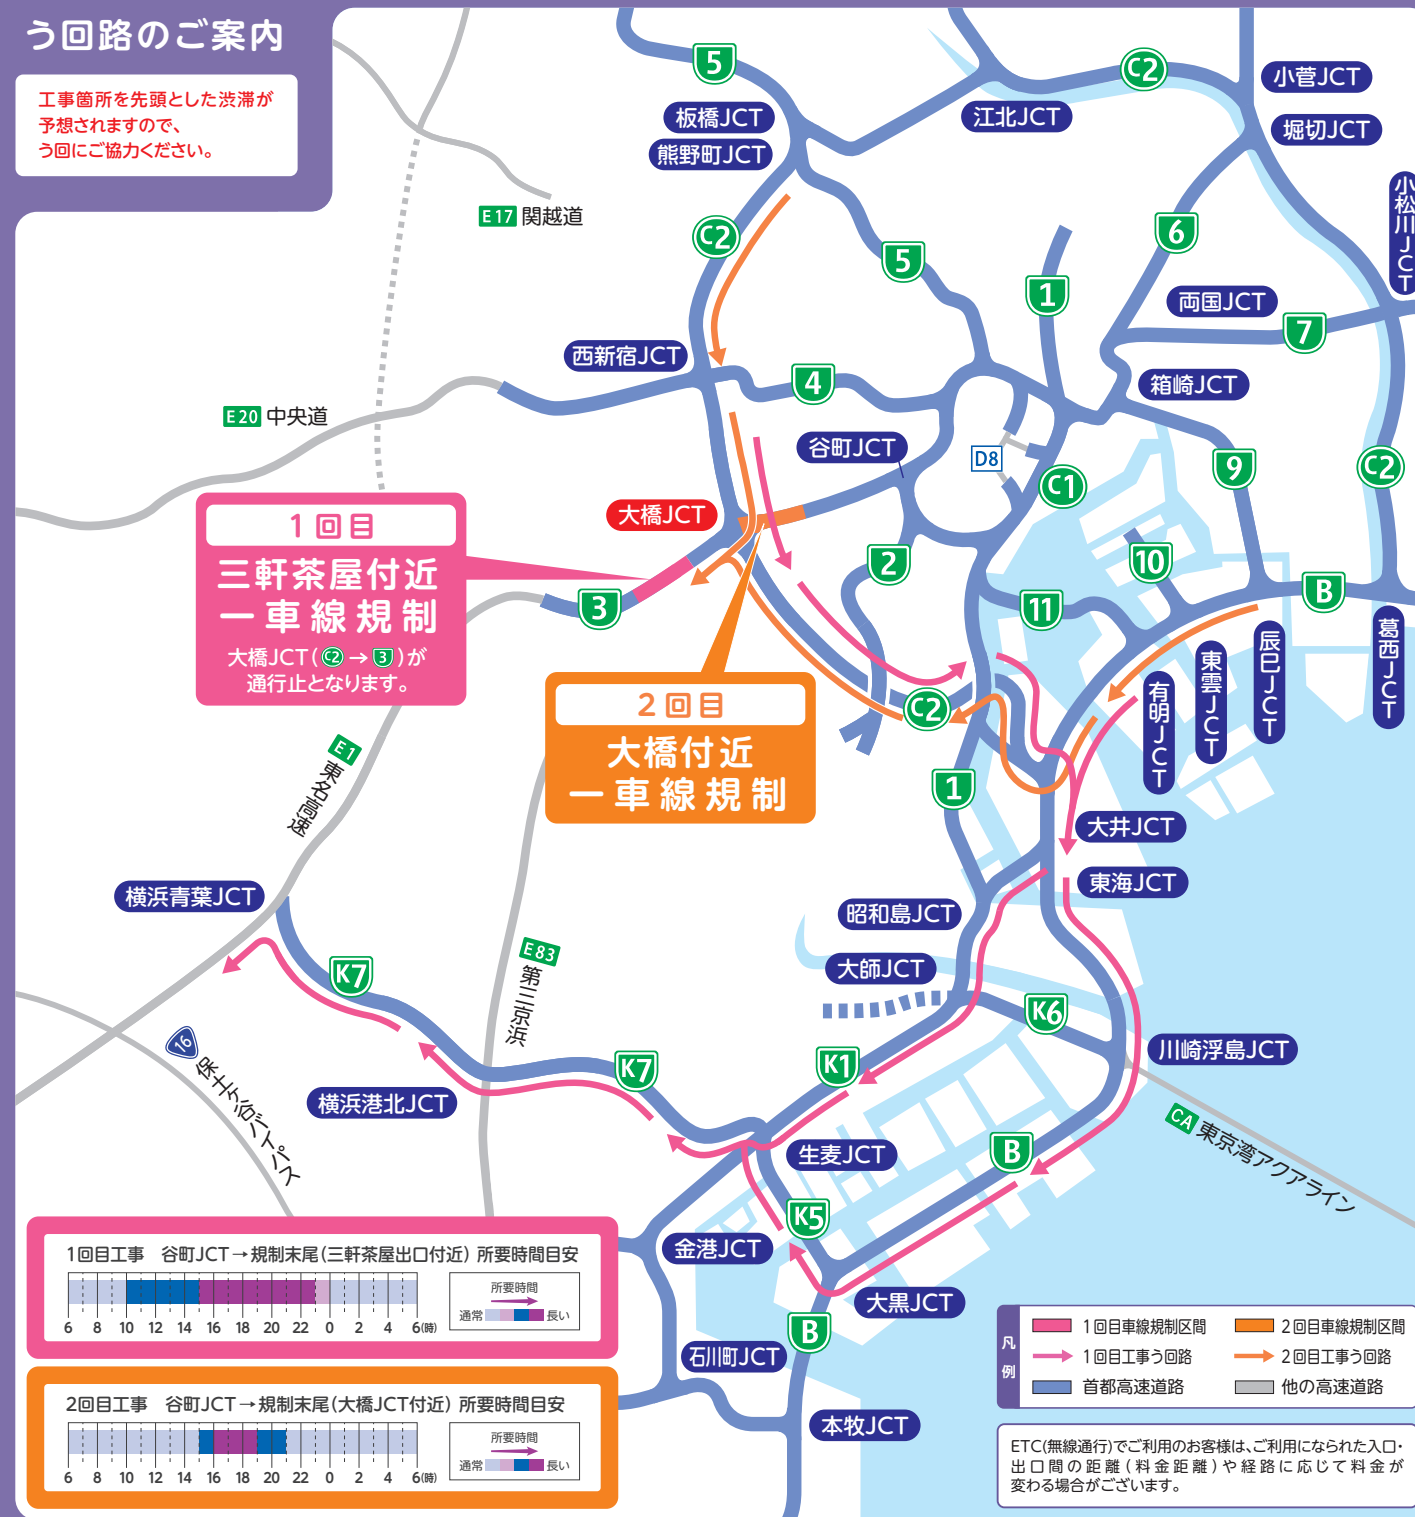 う回路のご案内
工事箇所を先頭とした渋滞が
予想されますので、
う回にご協力ください。
5
C2
小菅JCT
板橋JCT
江北JCT
堀切JCT
熊野町JCT
小松川JCT
E17 関越道
C2
5
6
1
両国JCT
7
西新宿JCT
4
箱崎JCT
E20 中央道
谷町JCT
D8
9
C2
C1
大橋JCT
1回目
三軒茶屋付近
一車線規制
大橋JCT(C2→3)が
通行止となります。
3
2
10
11
B
葛西JCT
辰巳JCT
東雲JCT
有明JCT
2回目
大橋付近
一車線規制
C2
E1
東名高速
1
大井JCT
東海JCT
横浜青葉JCT
昭和島JCT
E83
第三京浜
大師JCT
K7
K6
16
保土ヶ谷バイパス
川崎浮島JCT
K1
K7
横浜港北JCT
CA 東京湾アクアライン
生麦JCT
B
K5
金港JCT
大黒JCT
B
石川町JCT
本牧JCT
1回目工事 谷町JCT→規制末尾(三軒茶屋出口付近) 所要時間目安
6 8 10 12 14 16 18 20 22 0 2 4 6(時)
所要時間
通常 長い
2回目工事 谷町JCT→規制末尾(大橋JCT付近) 所要時間目安
6 8 10 12 14 16 18 20 22 0 2 4 6(時)
所要時間
通常 長い
凡例
1回目車線規制区間 2回目車線規制区間
1回目工事う回路 2回目工事う回路
首都高速道路 他の高速道路
ETC(無線通行)でご利用のお客様は、ご利用になられた入口・
出口間の距離(料金距離)や経路に応じて料金が
変わる場合がございます。